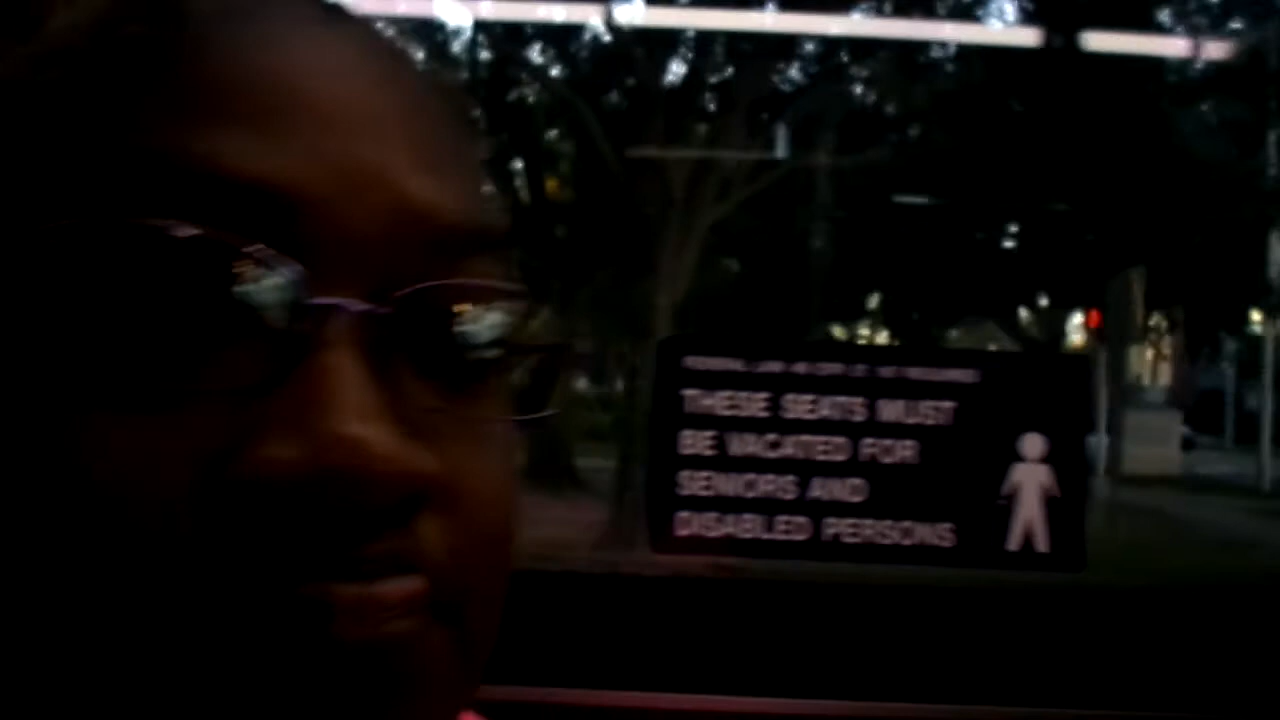 THESE SEATS MUST
BE VACATED FOR
SENIORS AND
DISABLED PERSONS